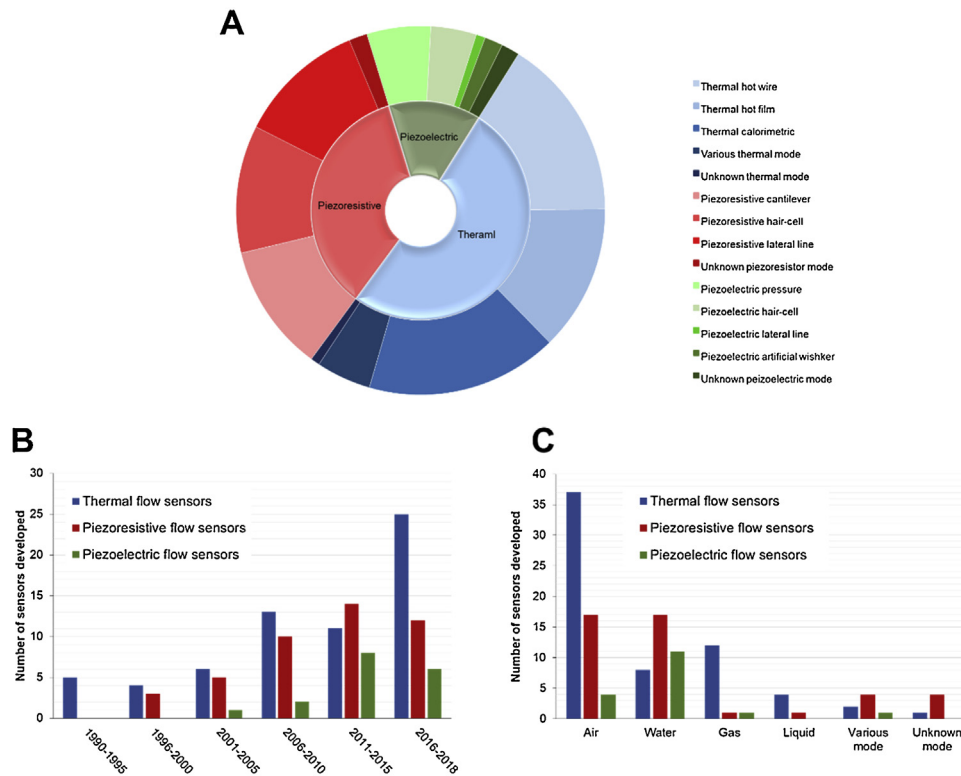 A
Piezoelectric
Piezoresistive
Theraml
Thermal hot wire
Thermal hot film
Thermal calorimetric
Various thermal mode
Unknown thermal mode
Piezoresistive cantilever
Piezoresistive hair-cell
Piezoresistive lateral line
Unknown piezoresistor mode
Piezoelectric pressure
Piezoelectric hair-cell
Piezoelectric lateral line
Piezoelectric artificial wishker
Unknown peizoelectric mode
B
Number of sensors developed
30
25
20
15
10
5
0
Thermal flow sensors
Piezoresistive flow sensors
Piezoelectric flow sensors
1990-1995
1996-2000
2001-2005
2006-2010
2011-2015
2016-2018
C
Number of sensors developed
40
35
30
25
20
15
10
5
0
Thermal flow sensors
Piezoresistive flow sensors
Piezoelectric flow sensors
Air
Water
Gas
Liquid
Various
mode
Unknown
mode